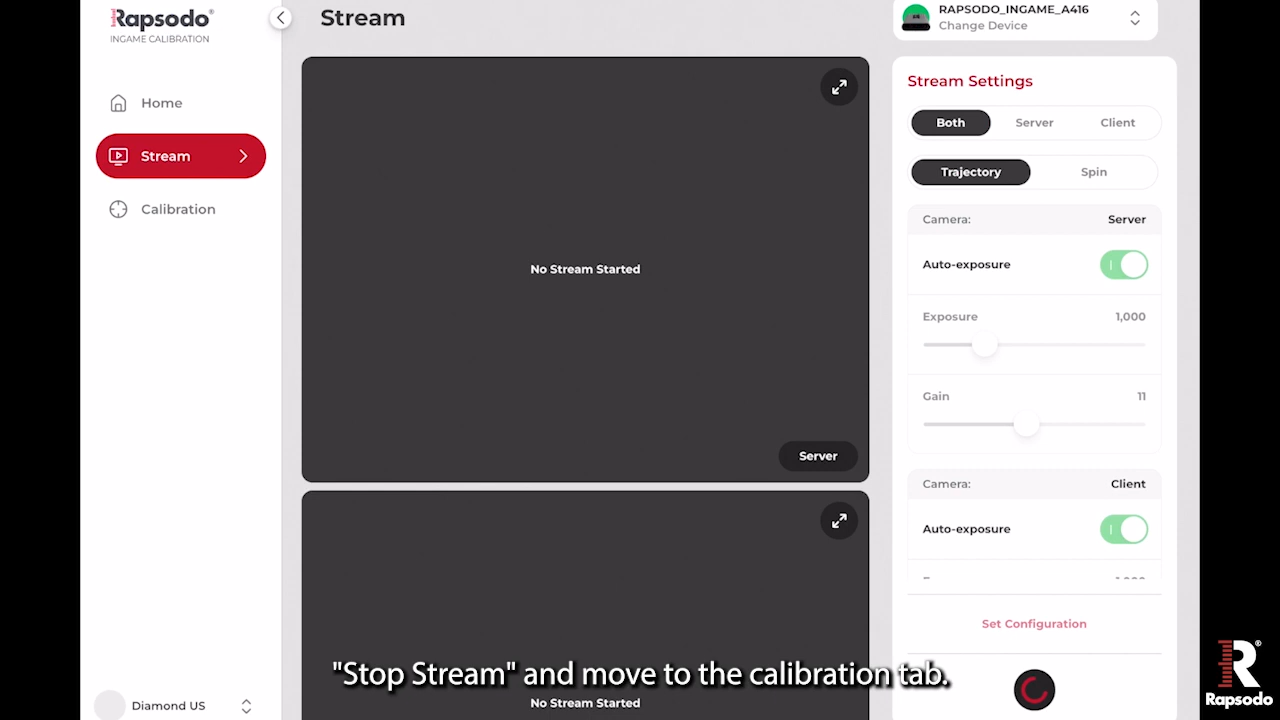 Rapsodo®
INGAME CALIBRATION
Home
Stream
Calibration
Diamond US
Stream
No Stream Started
Server
No Stream Started
RAPSODO_INGAME_A416
Change Device
Stream Settings
Both Server Client
Trajectory Spin
Camera: Server
Auto-exposure
Exposure 1,000
Gain 11
Camera: Client
Auto-exposure
Set Configuration
"Stop Stream" and move to the calibration tab.
R®
Rapsodo